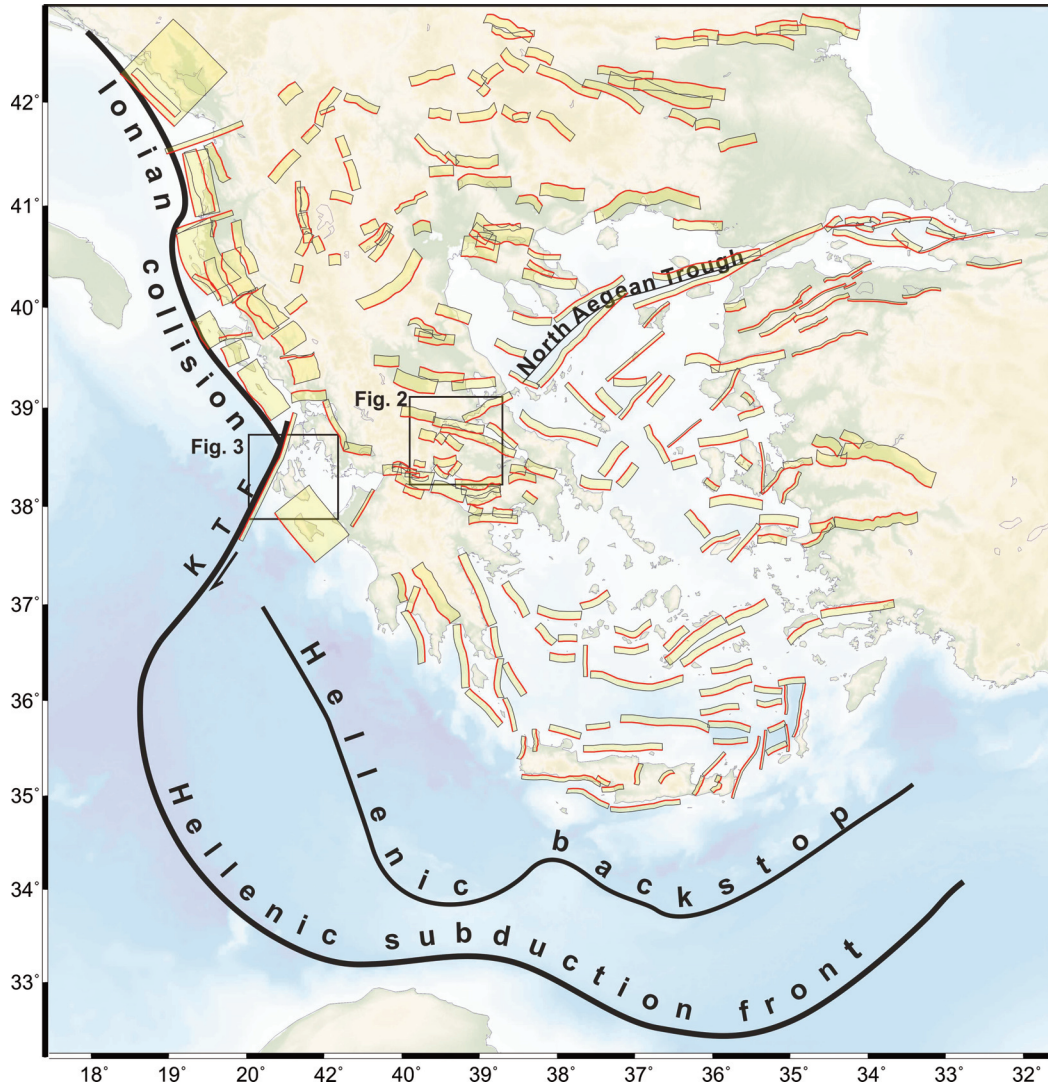 Ionian collision
42°
41°
40°
39°
38°
37°
36°
35°
34°
33°
North Aegean Trough
Fig. 2
Fig. 3
KTF
Hellenic backstop
Hellenic subduction front
18° 19° 20° 42° 40° 39° 38° 37° 36° 35° 34° 33° 32°